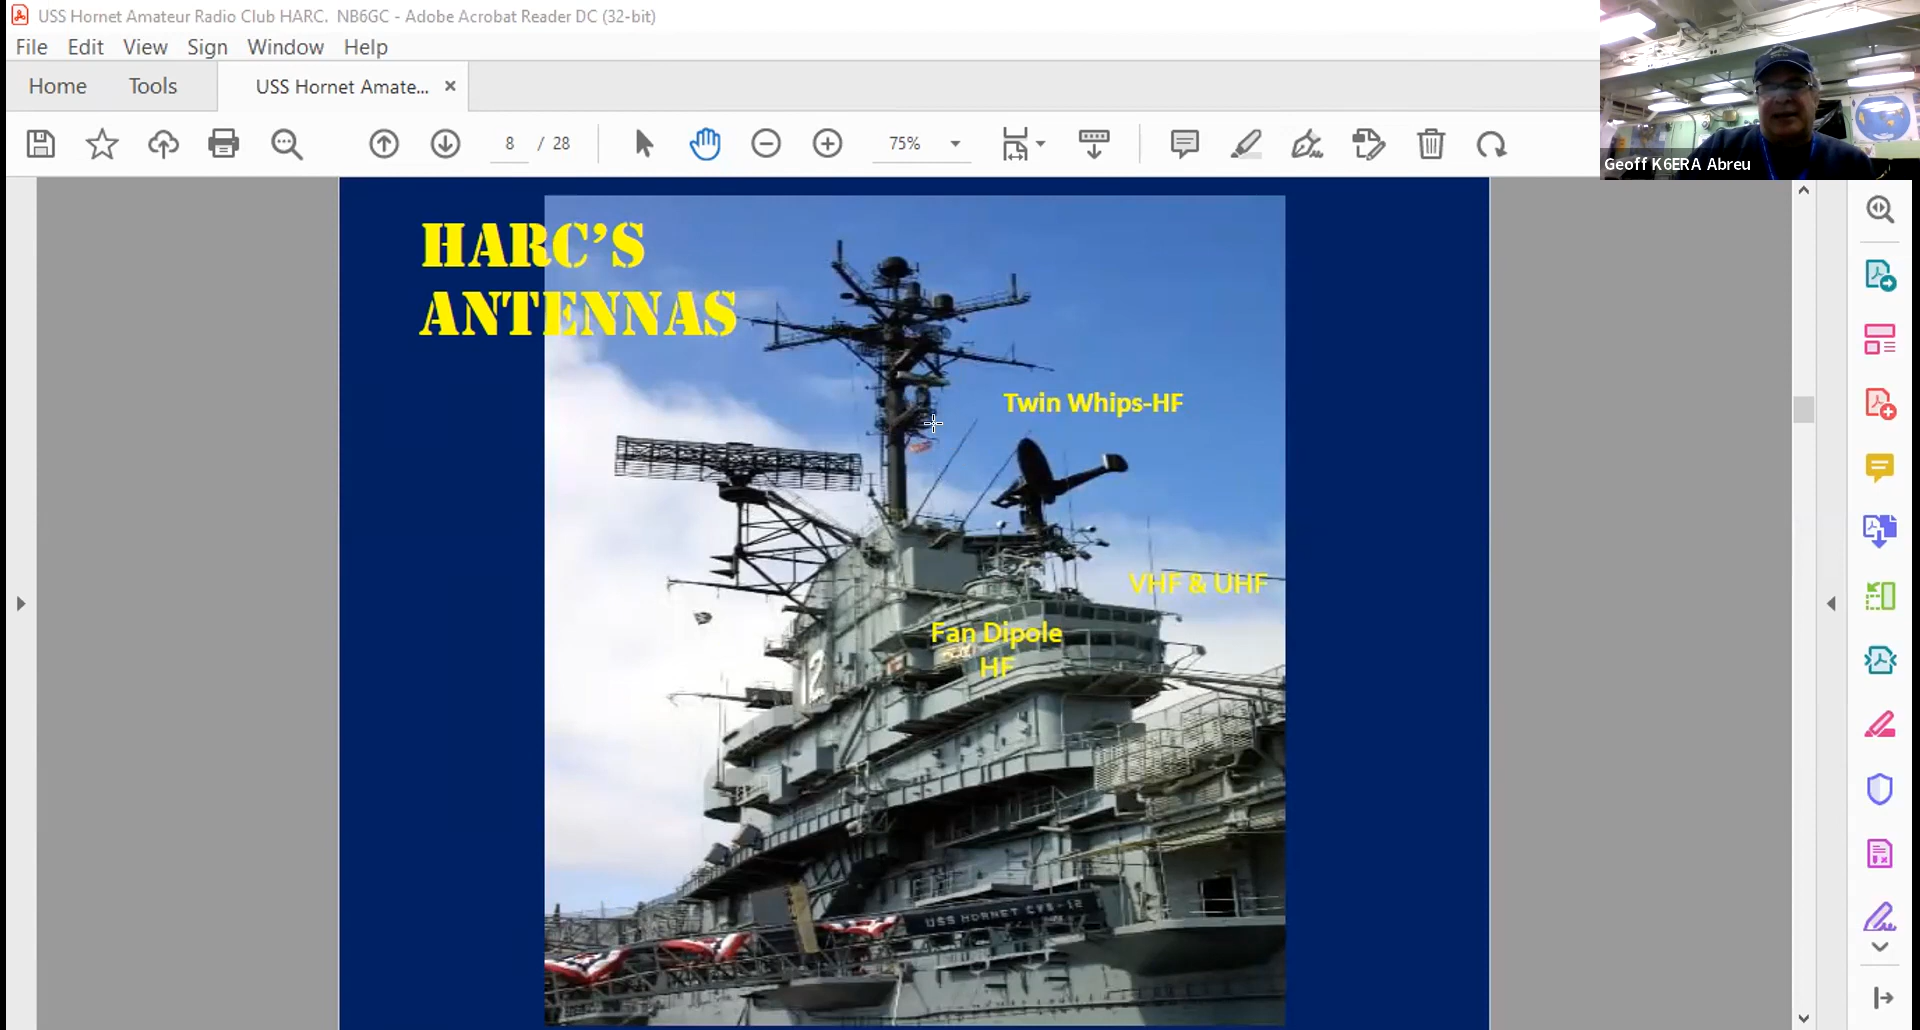 USS Hornet Amateur Radio Club HARC.  NB6GC - Adobe Acrobat Reader DC (32-bit)
File Edit View Sign Window Help
Home Tools USS Hornet Amate... ×
8 / 28 75%
Geoff K6ERA Abreu
HARC’S
ANTENNAS
Twin Whips-HF
VHF & UHF
Fan Dipole
HF
12
USS HORNET CVS-12